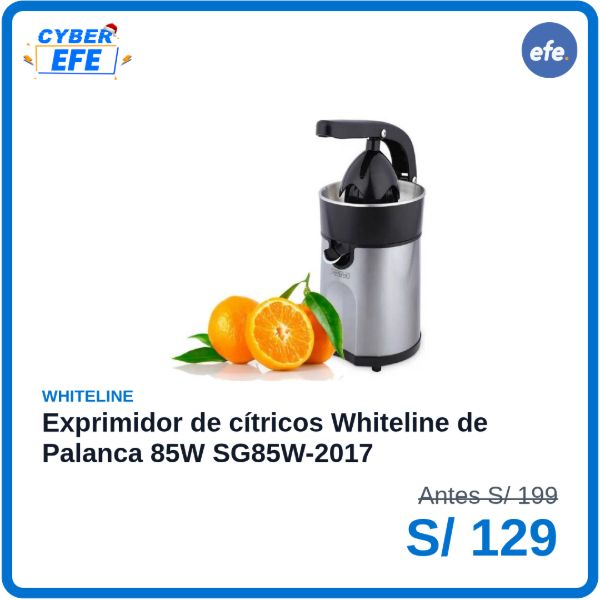 CYBER
EFE
efe.
WHITELINE
Exprimidor de cítricos Whiteline de
Palanca 85W SG85W-2017
Antes S/ 199
S/ 129